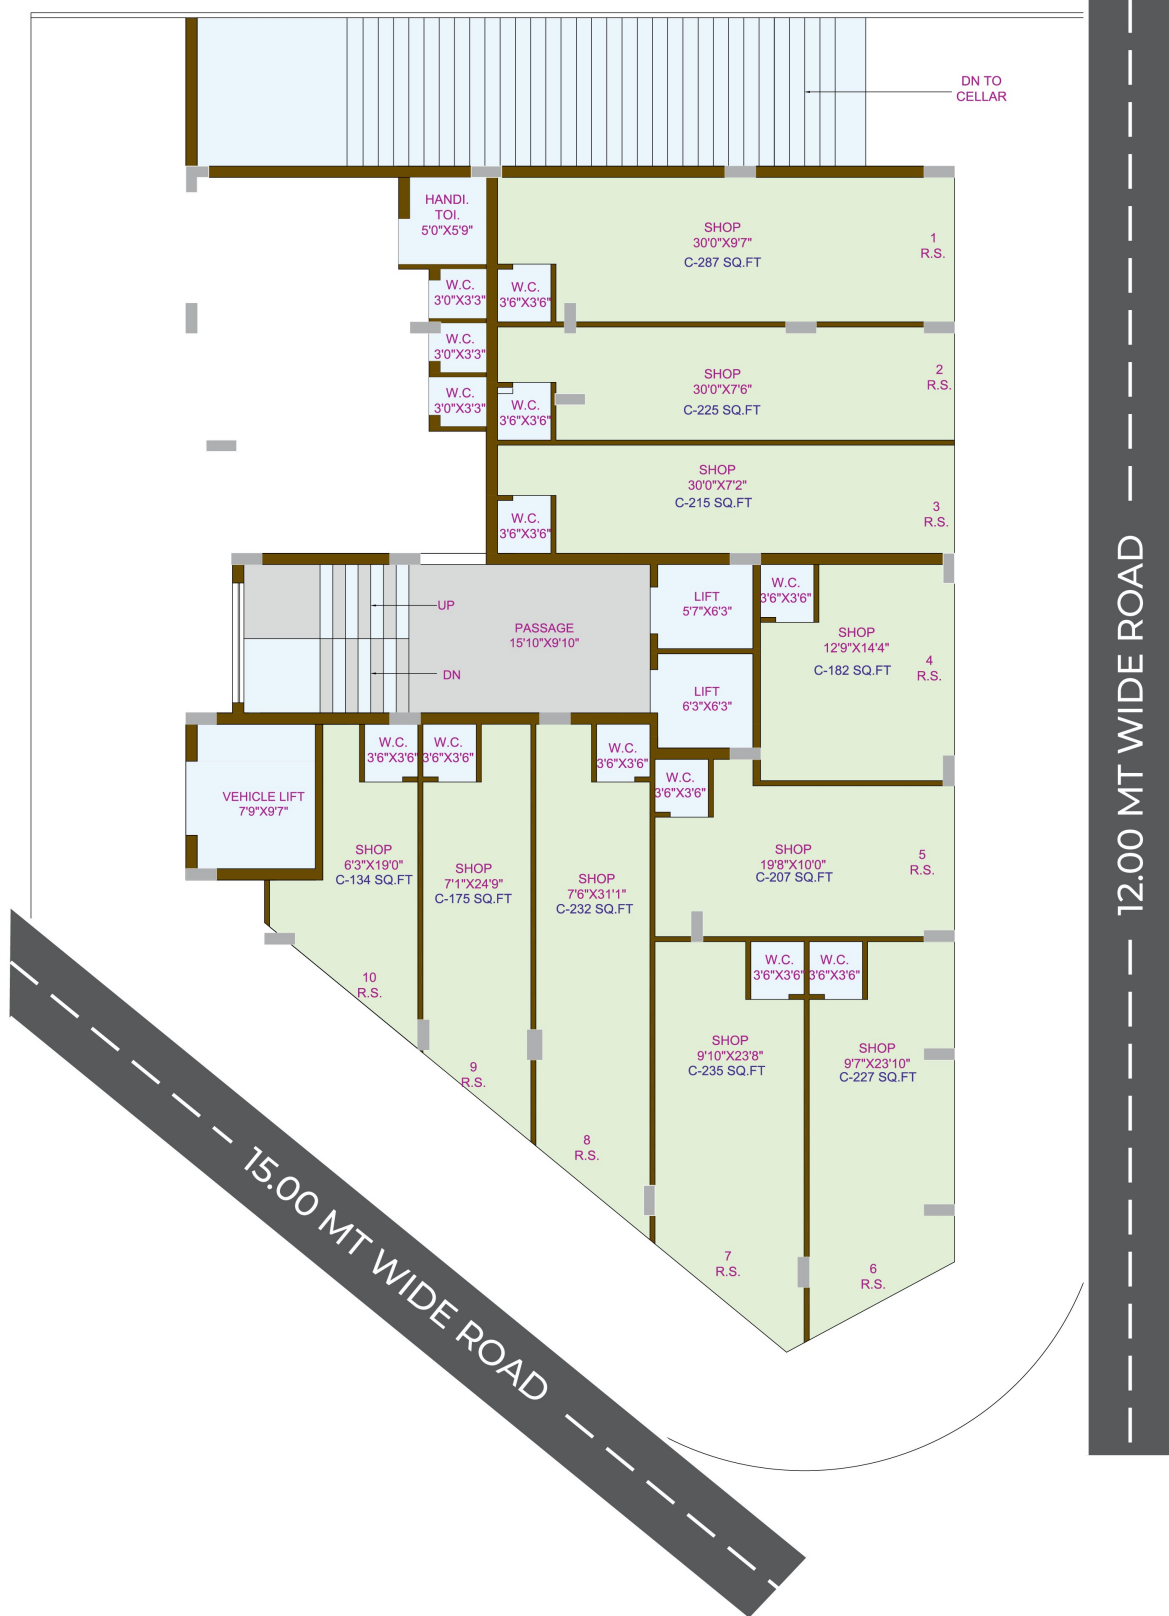 DN TO
CELLAR
HANDI.
TOI.
5'0"X5'9"
W.C.
3'0"X3'3"
W.C.
3'0"X3'3"
W.C.
3'0"X3'3"
SHOP
30'0"X9'7"
C-287 SQ.FT
1
R.S.
W.C.
3'6"X3'6"
SHOP
30'0"X7'6"
C-225 SQ.FT
2
R.S.
W.C.
3'6"X3'6"
SHOP
30'0"X7'2"
C-215 SQ.FT
3
R.S.
W.C.
3'6"X3'6"
UP
DN
PASSAGE
15'10"X9'10"
LIFT
5'7"X6'3"
LIFT
6'3"X6'3"
W.C.
3'6"X3'6"
SHOP
12'9"X14'4"
C-182 SQ.FT
4
R.S.
VEHICLE LIFT
7'9"X9'7"
W.C.
3'6"X3'6"
W.C.
3'6"X3'6"
W.C.
3'6"X3'6"
W.C.
3'6"X3'6"
SHOP
19'8"X10'0"
C-207 SQ.FT
5
R.S.
SHOP
6'3"X19'0"
C-134 SQ.FT
10
R.S.
SHOP
7'1"X24'9"
C-175 SQ.FT
9
R.S.
SHOP
7'6"X31'1"
C-232 SQ.FT
8
R.S.
W.C.
3'6"X3'6"
W.C.
3'6"X3'6"
SHOP
9'10"X23'8"
C-235 SQ.FT
7
R.S.
SHOP
9'7"X23'10"
C-227 SQ.FT
6
R.S.
12.00 MT WIDE ROAD
15.00 MT WIDE ROAD